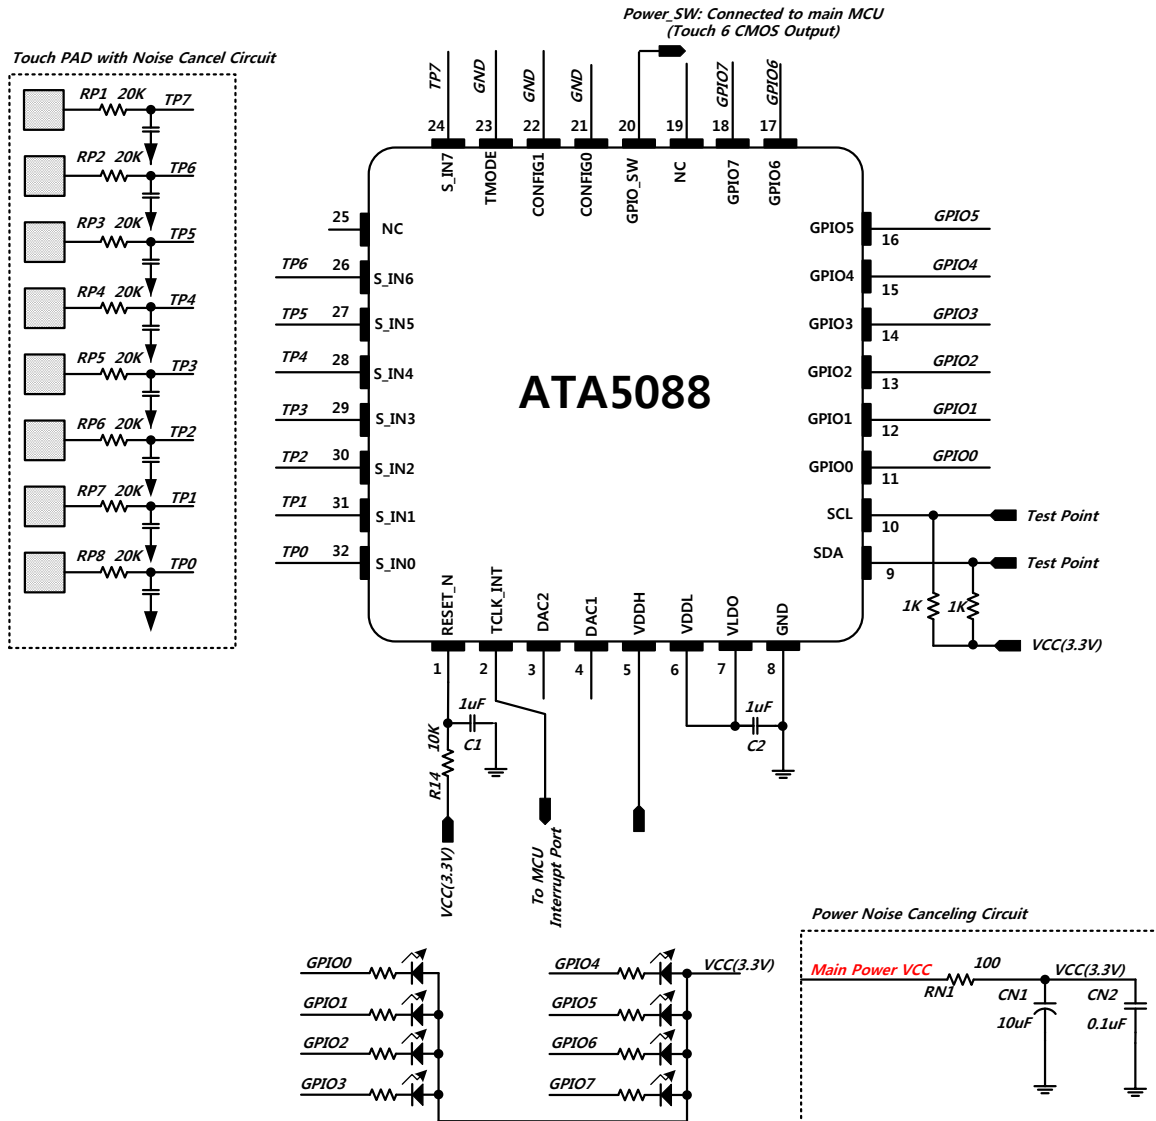 Power_SW: Connected to main MCU
(Touch 6 CMOS Output)
Touch PAD with Noise Cancel Circuit
RP1 20K TP7
RP2 20K TP6
RP3 20K TP5
RP4 20K TP4
RP5 20K TP3
RP6 20K TP2
RP7 20K TP1
RP8 20K TP0
TP7 GND GND GND GPIO7 GPIO6
24 23 22 21 20 19 18 17
S_IN7 TMODE CONFIG1 CONFIG0 GPIO_SW NC GPIO7 GPIO6
25 NC
TP6 26 S_IN6
TP5 27 S_IN5
TP4 28 S_IN4
TP3 29 S_IN3
TP2 30 S_IN2
TP1 31 S_IN1
TP0 32 S_IN0
ATA5088
GPIO5 16 GPIO5
GPIO4 15 GPIO4
GPIO3 14 GPIO3
GPIO2 13 GPIO2
GPIO1 12 GPIO1
GPIO0 11 GPIO0
SCL 10 Test Point
SDA 9 Test Point
1K 1K
VCC(3.3V)
RESET_N TCLK_INT DAC2 DAC1 VDDH VDDL VLDO GND
1 2 3 4 5 6 7 8
1uF
C1
10K
R14
VCC(3.3V)
To MCU
Interrupt Port
1uF
C2
GPIO0
GPIO1
GPIO2
GPIO3
GPIO4 VCC(3.3V)
GPIO5
GPIO6
GPIO7
Power Noise Canceling Circuit
Main Power VCC 100 VCC(3.3V)
RN1 CN1 CN2
10uF 0.1uF